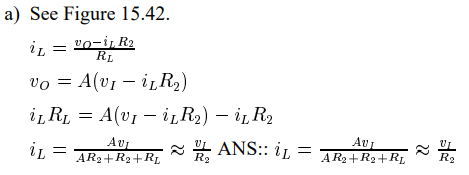 a) See Figure 15.42.
i_L = \frac{v_O - i_L R_2}{R_L}
v_O = A(v_I - i_L R_2)
i_L R_L = A(v_I - i_L R_2) - i_L R_2
i_L = \frac{A v_I}{A R_2 + R_2 + R_L} ≈ \frac{v_I}{R_2} ANS:: i_L = \frac{A v_I}{A R_2 + R_2 + R_L} ≈ \frac{v_I}{R_2}